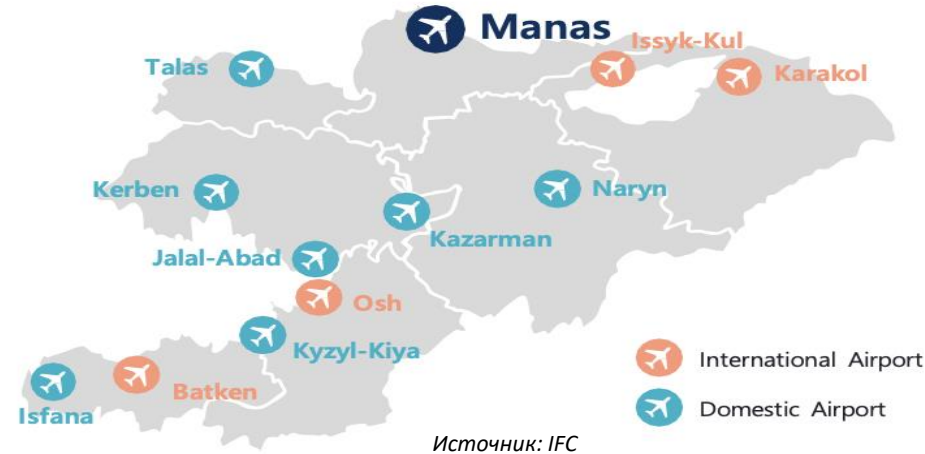 Manas
Issyk-Kul
Talas
Karakol
Kerben
Naryn
Kazarman
Jalal-Abad
Osh
Kyzyl-Kiya
International Airport
Batken
Isfana
Domestic Airport
Источник: IFC